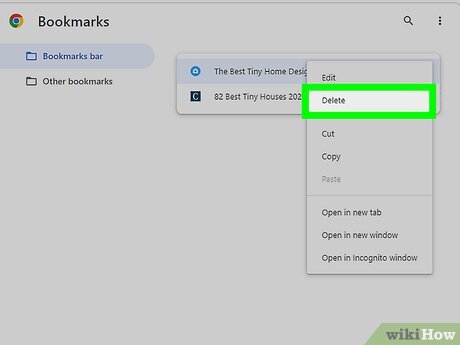 Bookmarks
Bookmarks bar
Other bookmarks
The Best Tiny Home Desig
82 Best Tiny Houses 202
Edit
Delete
Cut
Copy
Paste
Open in new tab
Open in new window
Open in Incognito window
wikiHow